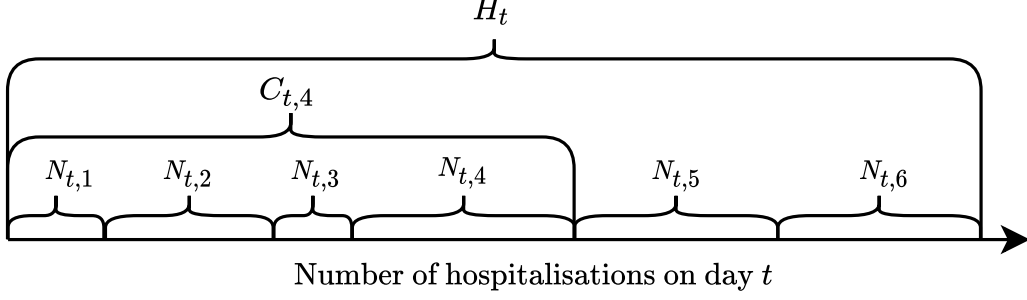 H_t
C_{t,4}
N_{t,1} N_{t,2} N_{t,3} N_{t,4} N_{t,5} N_{t,6}
Number of hospitalisations on day t